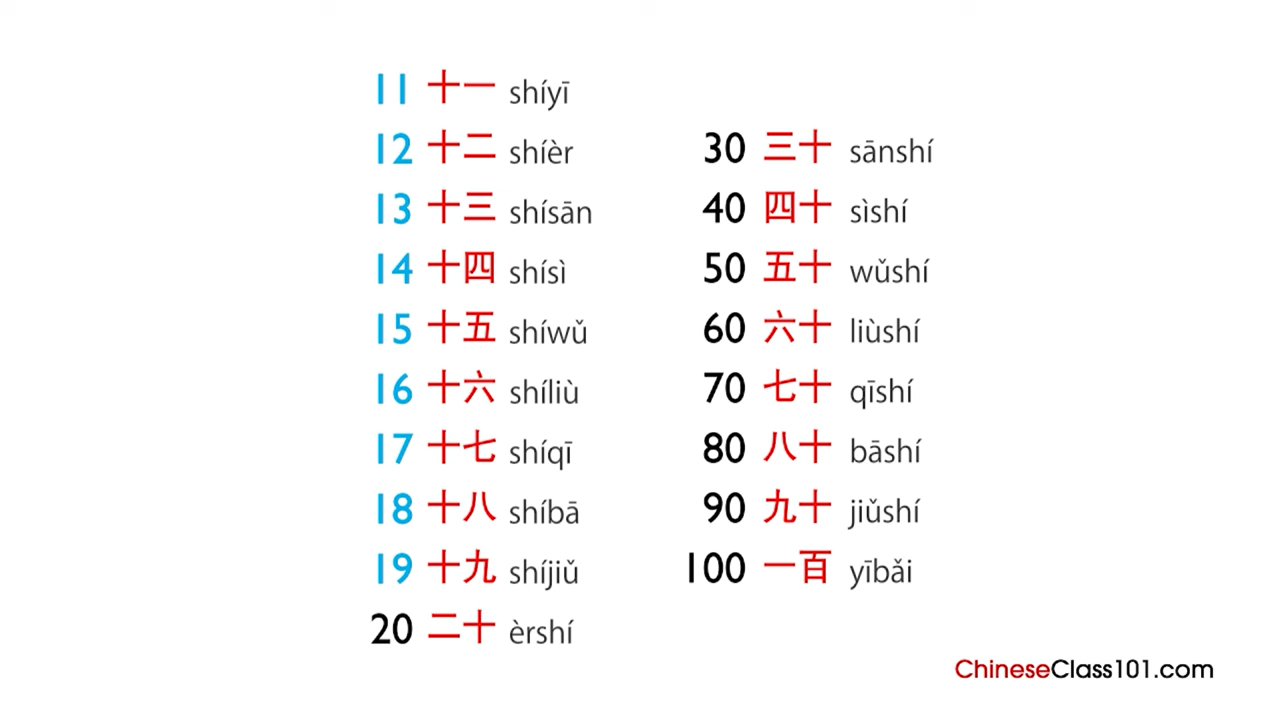 11 十一 shíyī
12 十二 shíèr
13 十三 shísān
14 十四 shísì
15 十五 shíwǔ
16 十六 shíliù
17 十七 shíqī
18 十八 shíbā
19 十九 shíjiǔ
20 二十 èrshí
30 三十 sānshí
40 四十 sìshí
50 五十 wǔshí
60 六十 liùshí
70 七十 qīshí
80 八十 bāshí
90 九十 jiǔshí
100 一百 yībǎi
ChineseClass101.com